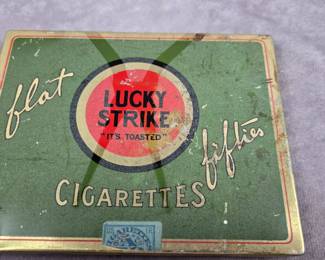 flat
LUCKY
STRIKE
"IT'S TOASTED"
fifties
CIGARETTES